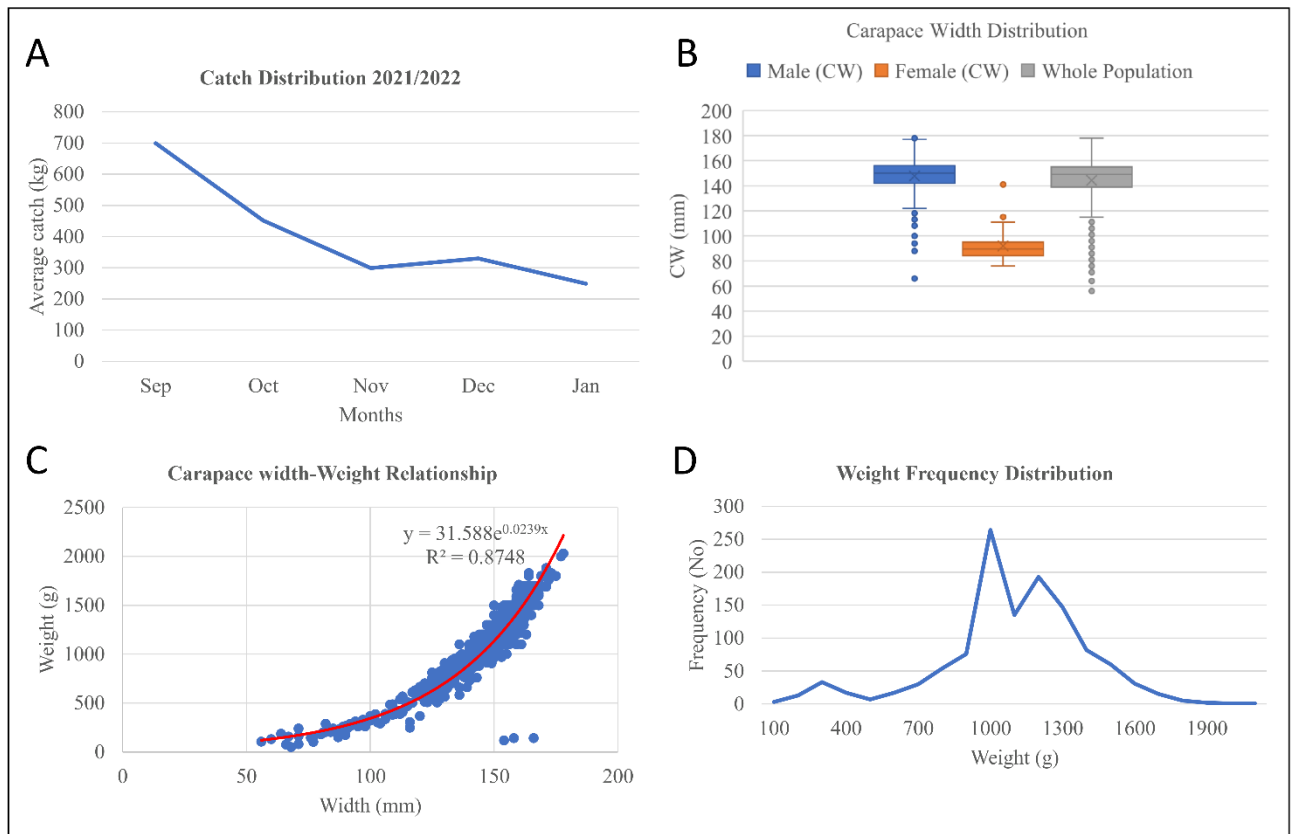 A
Catch Distribution 2021/2022
Average catch (kg)
800
700
600
500
400
300
200
100
0
Sep Oct Nov Dec Jan
Months
B
Carapace Width Distribution
Male (CW) Female (CW) Whole Population
CW (mm)
200
180
160
140
120
100
80
60
40
20
0
C
Carapace width-Weight Relationship
Weight (g)
2500
2000
1500
1000
500
0
y = 31.588e^0.0239x
R² = 0.8748
0 50 100 150 200
Width (mm)
D
Weight Frequency Distribution
Frequency (No)
300
250
200
150
100
50
0
100 400 700 1000 1300 1600 1900
Weight (g)